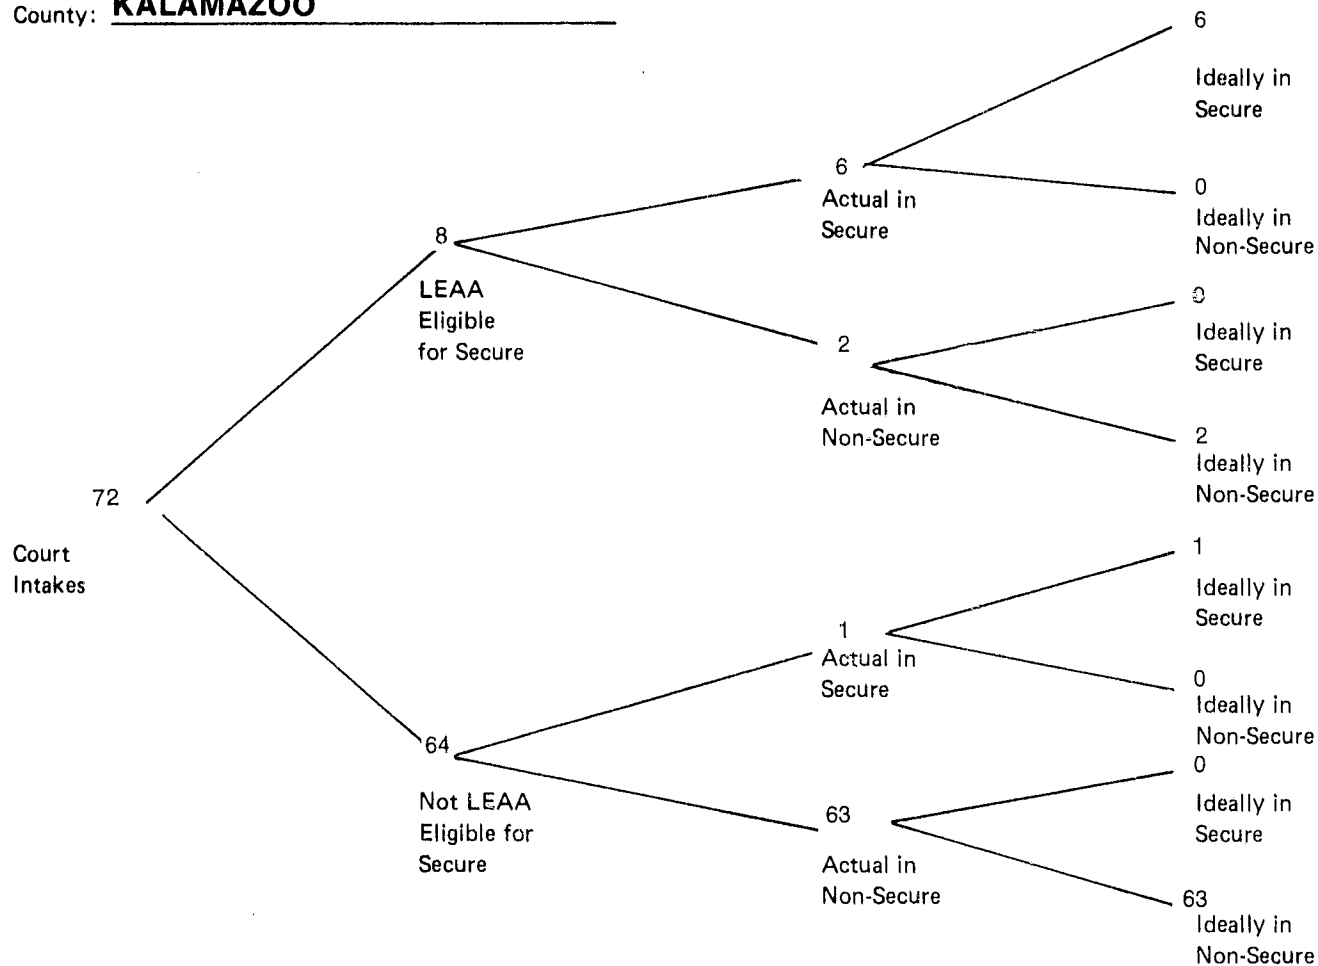 County: KALAMAZOO
6
Ideally in
Secure
6
Actual in
Secure
0
Ideally in
Non-Secure
8
LEAA
Eligible
for Secure
0
Ideally in
Secure
2
Actual in
Non-Secure
2
Ideally in
Non-Secure
72
Court
Intakes
1
Ideally in
Secure
1
Actual in
Secure
0
Ideally in
Non-Secure
64
Not LEAA
Eligible for
Secure
0
Ideally in
Secure
63
Actual in
Non-Secure
63
Ideally in
Non-Secure